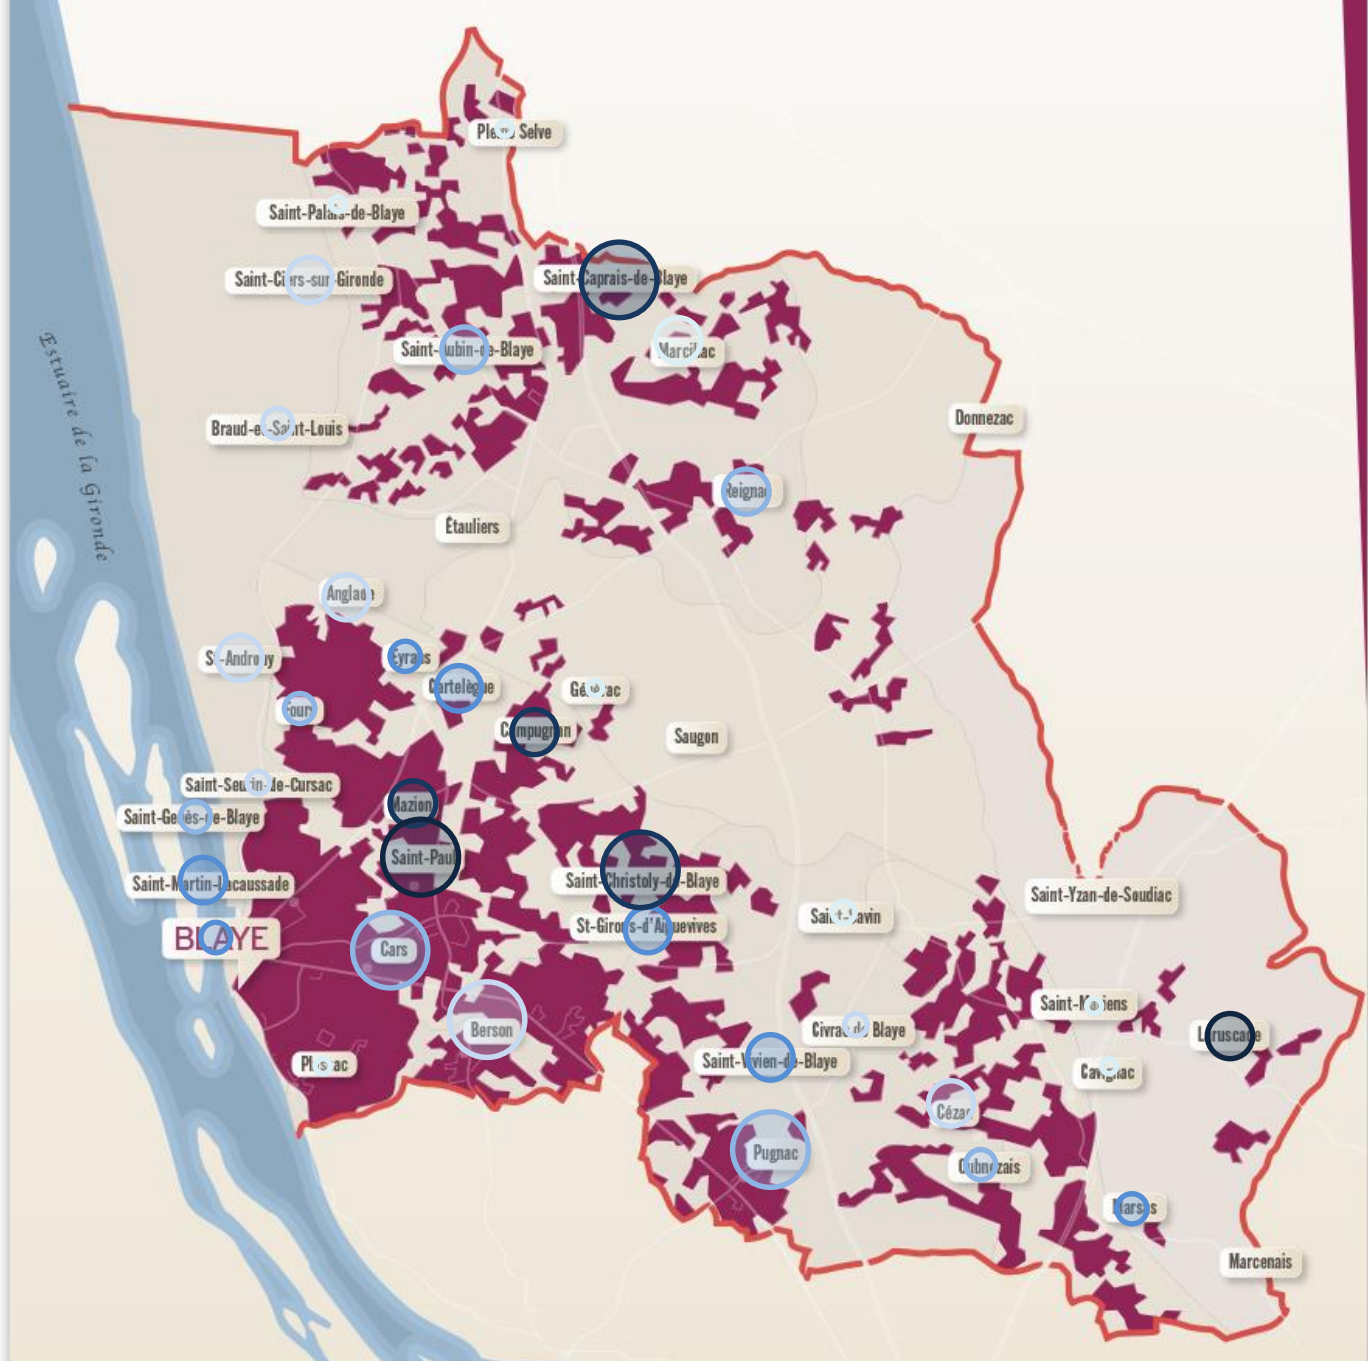 Pleine Selve
Saint-Palais-de-Blaye
Saint-Ciers-sur-Gironde
Saint-Caprais-de-Blaye
Saint-Aubin-de-Blaye
Marcillac
Estuaire de la Gironde
Donnezac
Braud-et-Saint-Louis
Reignac
Étauliers
Anglade
St-Androny
Eyrans
Cartelègue
Générac
Fours
Campugnan
Saugon
Saint-Seurin-de-Cursac
Mazion
Saint-Genès-de-Blaye
Saint-Paul
Saint-Martin-Lacaussade
Saint-Christoly-de-Blaye
Saint-Yzan-de-Soudiac
Saint-Savin
St-Girons-d'Aiguevives
BLAYE
Cars
Saint-Mariens
Berson
Civrac de Blaye
Laruscade
Saint-Vivien-de-Blaye
Plassac
Cavignac
Cézac
Pugnac
Cubnezais
Marsas
Marcenais